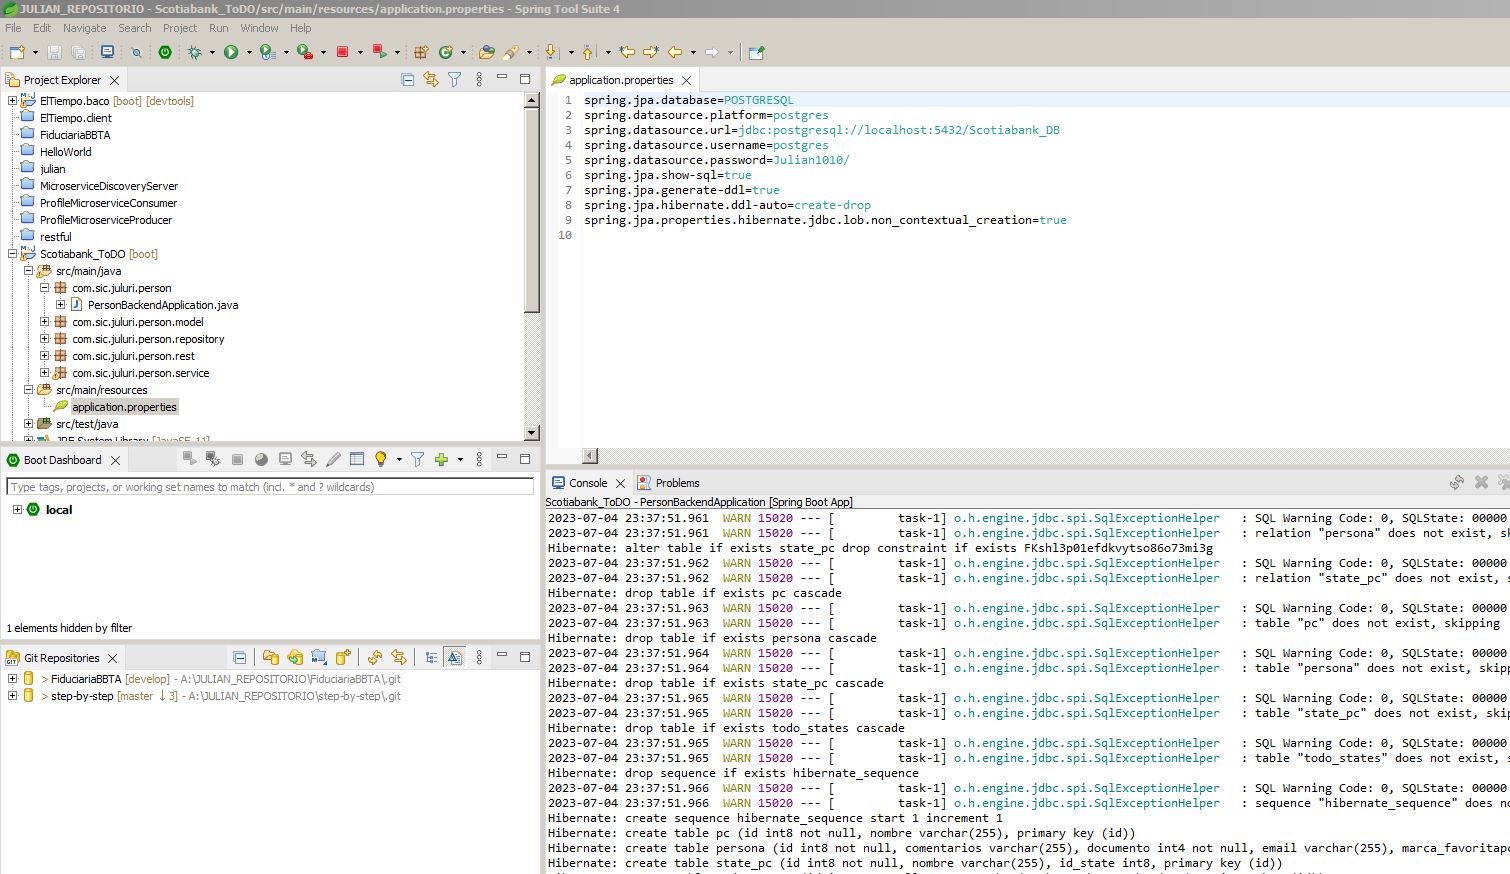 JULIAN_REPOSITORIO - Scotiabank_ToDO/src/main/resources/application.properties - Spring Tool Suite 4
File Edit Navigate Search Project Run Window Help
Project Explorer
ElTiempo.baco [boot] [devtools]
ElTiempo.client
FiduciariaBBTA
HelloWorld
julian
MicroserviceDiscoveryServer
ProfileMicroserviceConsumer
ProfileMicroserviceProducer
restful
Scotiabank_ToDO [boot]
src/main/java
com.sic.juluri.person
PersonBackendApplication.java
com.sic.juluri.person.model
com.sic.juluri.person.repository
com.sic.juluri.person.rest
com.sic.juluri.person.service
src/main/resources
application.properties
src/test/java
JRE System Library [JavaSE-11]
Boot Dashboard
Type tags, projects, or working set names to match (incl. * and ? wildcards)
local
1 elements hidden by filter
Git Repositories
> FiduciariaBBTA [develop] - A:\JULIAN_REPOSITORIO\FiduciariaBBTA\.git
> step-by-step [master ↓ 3] - A:\JULIAN_REPOSITORIO\step-by-step\.git
application.properties
1 spring.jpa.database=POSTGRESQL
2 spring.datasource.platform=postgres
3 spring.datasource.url=jdbc:postgresql://localhost:5432/Scotiabank_DB
4 spring.datasource.username=postgres
5 spring.datasource.password=Julian1010/
6 spring.jpa.show-sql=true
7 spring.jpa.generate-ddl=true
8 spring.jpa.hibernate.ddl-auto=create-drop
9 spring.jpa.properties.hibernate.jdbc.lob.non_contextual_creation=true
10
Console Problems
Scotiabank_ToDO - PersonBackendApplication [Spring Boot App]
2023-07-04 23:37:51.961 WARN 15020 --- [ task-1] o.h.engine.jdbc.spi.SqlExceptionHelper : SQL Warning Code: 0, SQLState: 00000
2023-07-04 23:37:51.961 WARN 15020 --- [ task-1] o.h.engine.jdbc.spi.SqlExceptionHelper : relation "persona" does not exist, sk
Hibernate: alter table if exists state_pc drop constraint if exists FKshl3p01efdkvytso86o73mi3g
2023-07-04 23:37:51.962 WARN 15020 --- [ task-1] o.h.engine.jdbc.spi.SqlExceptionHelper : SQL Warning Code: 0, SQLState: 00000
2023-07-04 23:37:51.962 WARN 15020 --- [ task-1] o.h.engine.jdbc.spi.SqlExceptionHelper : relation "state_pc" does not exist, s
Hibernate: drop table if exists pc cascade
2023-07-04 23:37:51.963 WARN 15020 --- [ task-1] o.h.engine.jdbc.spi.SqlExceptionHelper : SQL Warning Code: 0, SQLState: 00000
2023-07-04 23:37:51.963 WARN 15020 --- [ task-1] o.h.engine.jdbc.spi.SqlExceptionHelper : table "pc" does not exist, skipping
Hibernate: drop table if exists persona cascade
2023-07-04 23:37:51.964 WARN 15020 --- [ task-1] o.h.engine.jdbc.spi.SqlExceptionHelper : SQL Warning Code: 0, SQLState: 00000
2023-07-04 23:37:51.964 WARN 15020 --- [ task-1] o.h.engine.jdbc.spi.SqlExceptionHelper : table "persona" does not exist, skipp
Hibernate: drop table if exists state_pc cascade
2023-07-04 23:37:51.965 WARN 15020 --- [ task-1] o.h.engine.jdbc.spi.SqlExceptionHelper : SQL Warning Code: 0, SQLState: 00000
2023-07-04 23:37:51.965 WARN 15020 --- [ task-1] o.h.engine.jdbc.spi.SqlExceptionHelper : table "state_pc" does not exist, skip
Hibernate: drop table if exists todo_states cascade
2023-07-04 23:37:51.965 WARN 15020 --- [ task-1] o.h.engine.jdbc.spi.SqlExceptionHelper : SQL Warning Code: 0, SQLState: 00000
2023-07-04 23:37:51.965 WARN 15020 --- [ task-1] o.h.engine.jdbc.spi.SqlExceptionHelper : table "todo_states" does not exist, s
Hibernate: drop sequence if exists hibernate_sequence
2023-07-04 23:37:51.966 WARN 15020 --- [ task-1] o.h.engine.jdbc.spi.SqlExceptionHelper : SQL Warning Code: 0, SQLState: 00000
2023-07-04 23:37:51.966 WARN 15020 --- [ task-1] o.h.engine.jdbc.spi.SqlExceptionHelper : sequence "hibernate_sequence" does no
Hibernate: create sequence hibernate_sequence start 1 increment 1
Hibernate: create table pc (id int8 not null, nombre varchar(255), primary key (id))
Hibernate: create table persona (id int8 not null, comentarios varchar(255), documento int4 not null, email varchar(255), marca_favoritapc
Hibernate: create table state_pc (id int8 not null, nombre varchar(255), id_state int8, primary key (id))